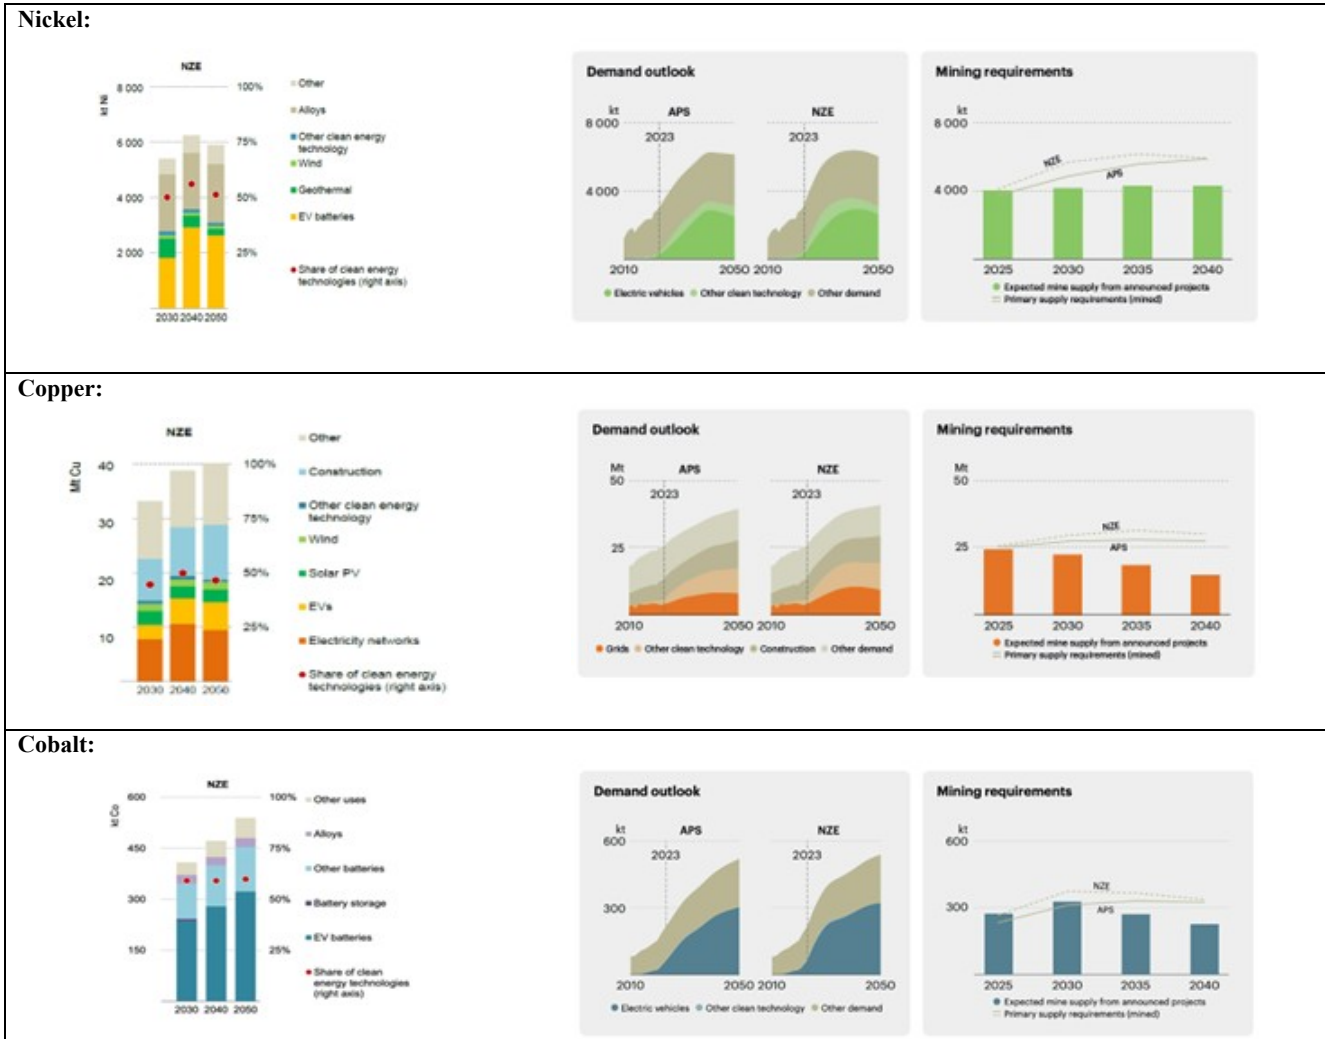 Nickel:
NZE
kt Ni
8 000
6 000
4 000
2 000
100%
75%
50%
25%
2030 2040 2050
Other
Alloys
Other clean energy
technology
Wind
Geothermal
EV batteries
Share of clean energy
technologies (right axis)
Demand outlook
kt
APS
NZE
8 000
2023
2023
4 000
2010
2050
2010
2050
Electric vehicles
Other clean technology
Other demand
Mining requirements
kt
8 000
NZE
APS
4 000
2025
2030
2035
2040
Expected mine supply from announced projects
Primary supply requirements (mined)
Copper:
NZE
Mt Cu
40
30
20
10
100%
75%
50%
25%
2030 2040 2050
Other
Construction
Other clean energy
technology
Wind
Solar PV
EVs
Electricity networks
Share of clean energy
technologies (right axis)
Demand outlook
Mt
APS
NZE
50
2023
2023
25
2010
2050
2010
2050
Grids
Other clean technology
Construction
Other demand
Mining requirements
Mt
50
NZE
25
APS
2025
2030
2035
2040
Expected mine supply from announced projects
Primary supply requirements (mined)
Cobalt:
NZE
kt Co
600
450
300
150
100%
75%
50%
25%
2030 2040 2050
Other uses
Alloys
Other batteries
Battery storage
EV batteries
Share of clean
energy technologies
(right axis)
Demand outlook
kt
APS
NZE
600
2023
2023
300
2010
2050
2010
2050
Electric vehicles
Other clean technology
Other demand
Mining requirements
kt
600
NZE
300
APS
2025
2030
2035
2040
Expected mine supply from announced projects
Primary supply requirements (mined)